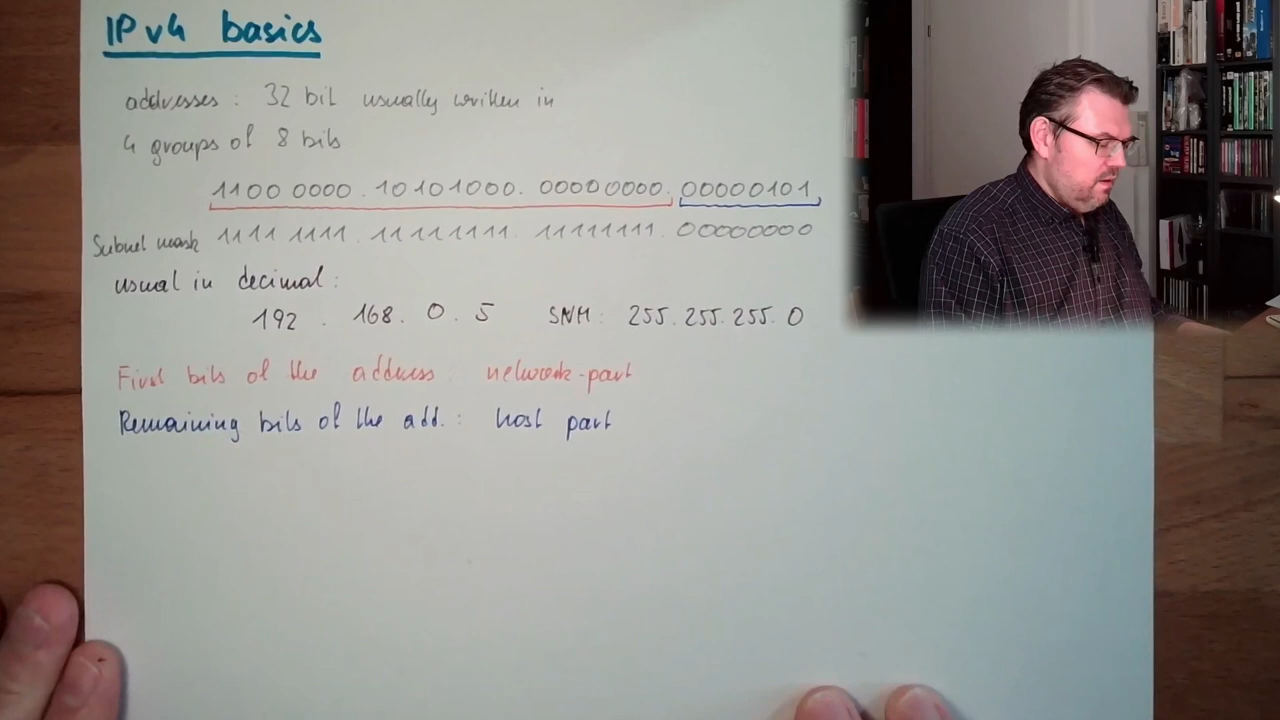 IPv4 basics
addresses : 32 bit usually written in
4 groups of 8 bits
1100 0000 . 10101000. 00000000. 00000101
Subnet mask 1111 1111 . 11111111. 11111111. 00000000
usual in decimal :
192 . 168. 0 . 5 SNM : 255. 255. 255. 0
First bits of the address : network-part
Remaining bits of the add. : host part